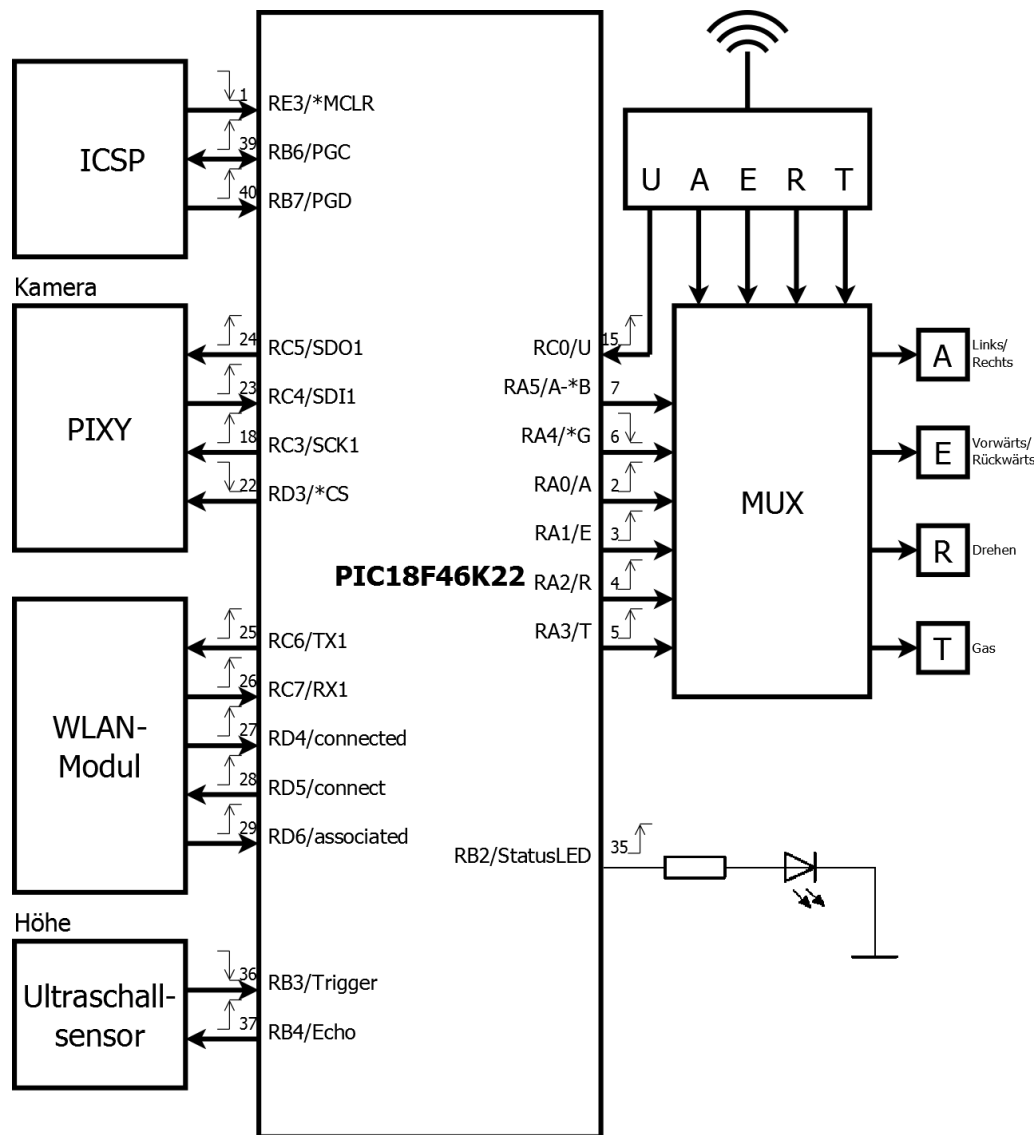 ICSP
1
RE3/*MCLR
39
RB6/PGC
40
RB7/PGD
Kamera
PIXY
24
RC5/SDO1
23
RC4/SDI1
18
RC3/SCK1
22
RD3/*CS
WLAN-
Modul
25
RC6/TX1
26
RC7/RX1
27
RD4/connected
28
RD5/connect
29
RD6/associated
Höhe
Ultraschall-
sensor
36
RB3/Trigger
37
RB4/Echo
PIC18F46K22
U A E R T
RC0/U
15
RA5/A-*B
7
RA4/*G
6
RA0/A
2
RA1/E
3
RA2/R
4
RA3/T
5
MUX
A
Links/
Rechts
E
Vorwärts/
Rückwärts
R
Drehen
T
Gas
RB2/StatusLED
35